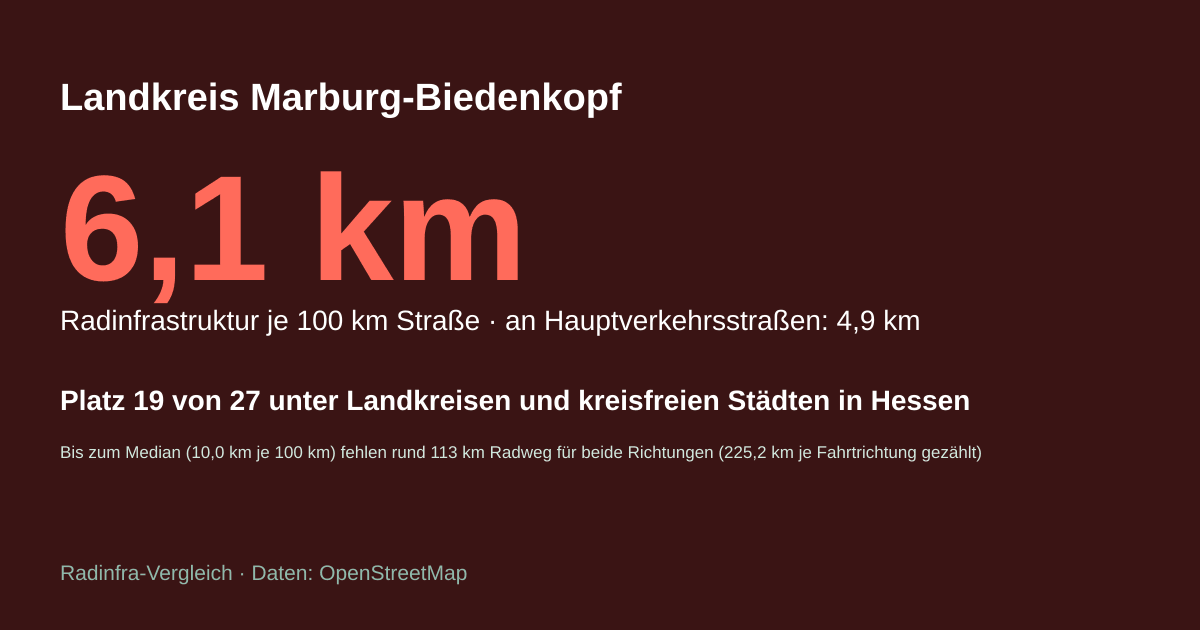 Landkreis Marburg-Biedenkopf
6,1 km
Radinfrastruktur je 100 km Straße · an Hauptverkehrsstraßen: 4,9 km
Platz 19 von 27 unter Landkreisen und kreisfreien Städten in Hessen
Bis zum Median (10,0 km je 100 km) fehlen rund 113 km Radweg für beide Richtungen (225,2 km je Fahrtrichtung gezählt)
Radinfra-Vergleich · Daten: OpenStreetMap